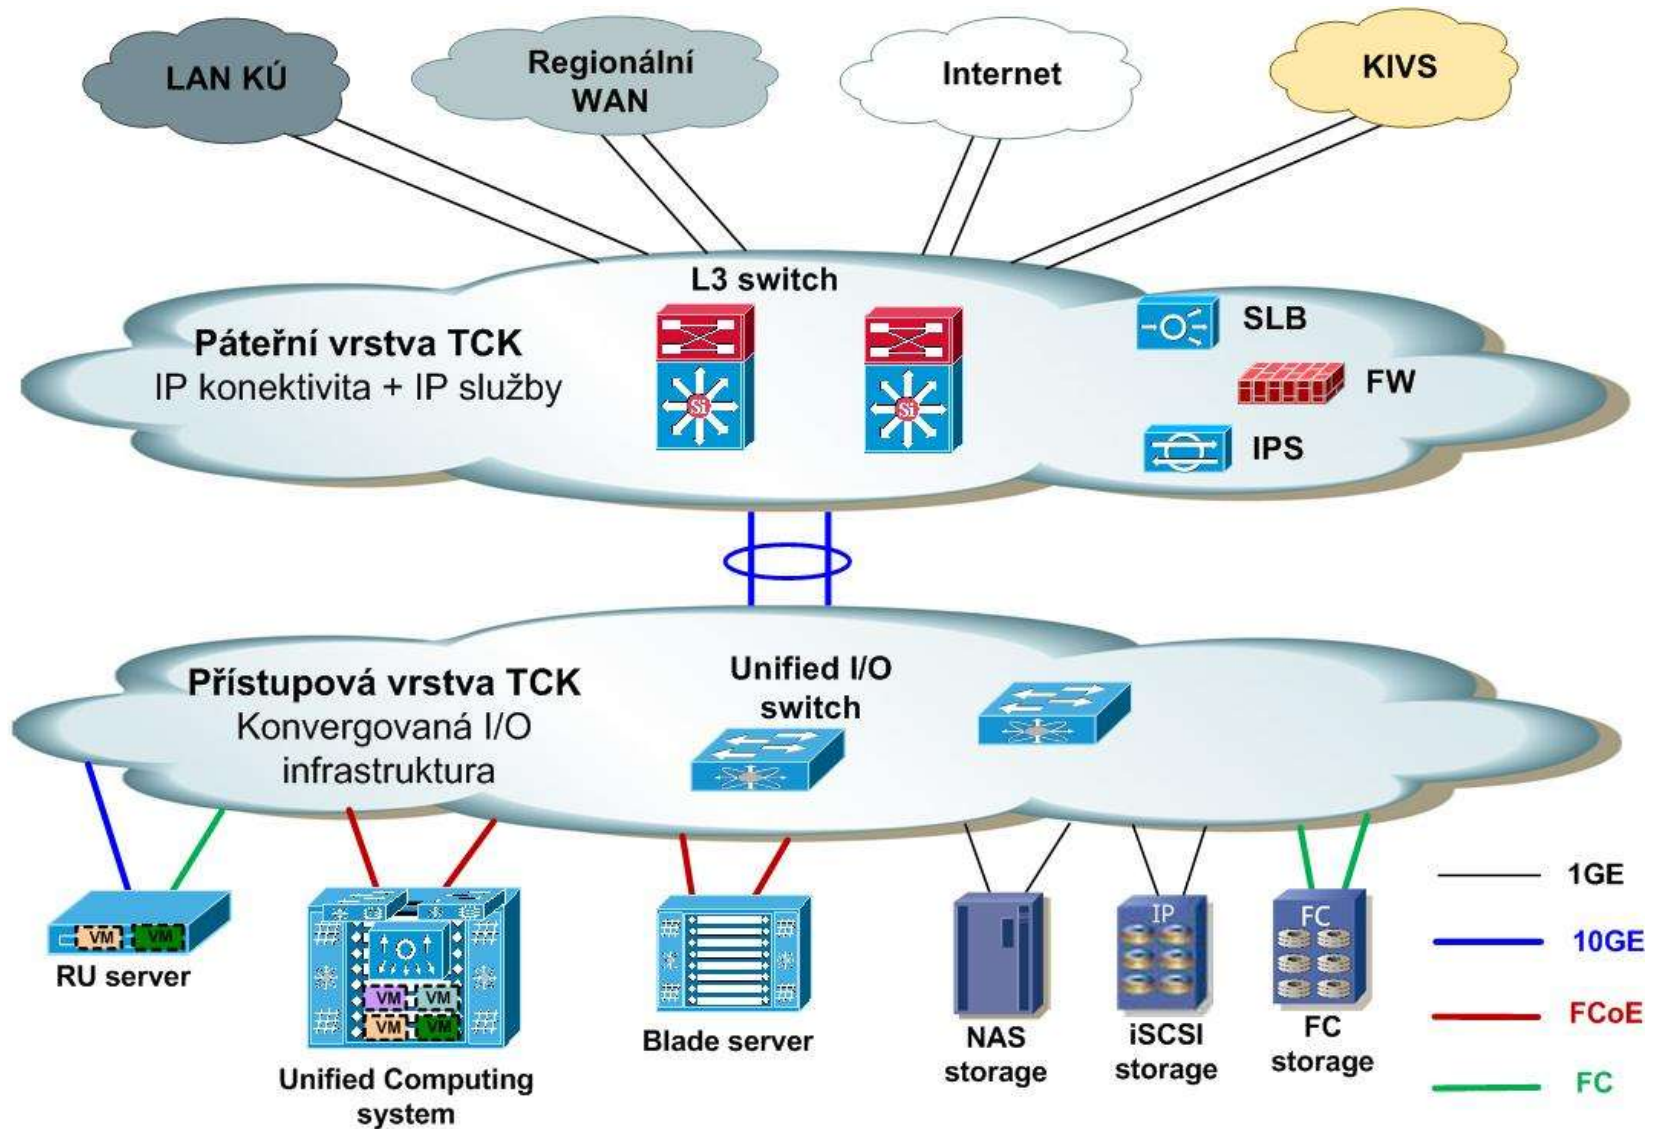 LAN KÚ
Regionální
WAN
Internet
KIVS
L3 switch
Páteřní vrstva TCK
IP konektivita + IP služby
Si
Si
SLB
FW
IPS
Přístupová vrstva TCK
Konvergovaná I/O
infrastruktura
Unified I/O
switch
VM
VM
RU server
VM
VM
VM
VM
Unified Computing
system
Blade server
NAS
storage
IP
iSCSI
storage
FC
FC
storage
1GE
10GE
FCoE
FC